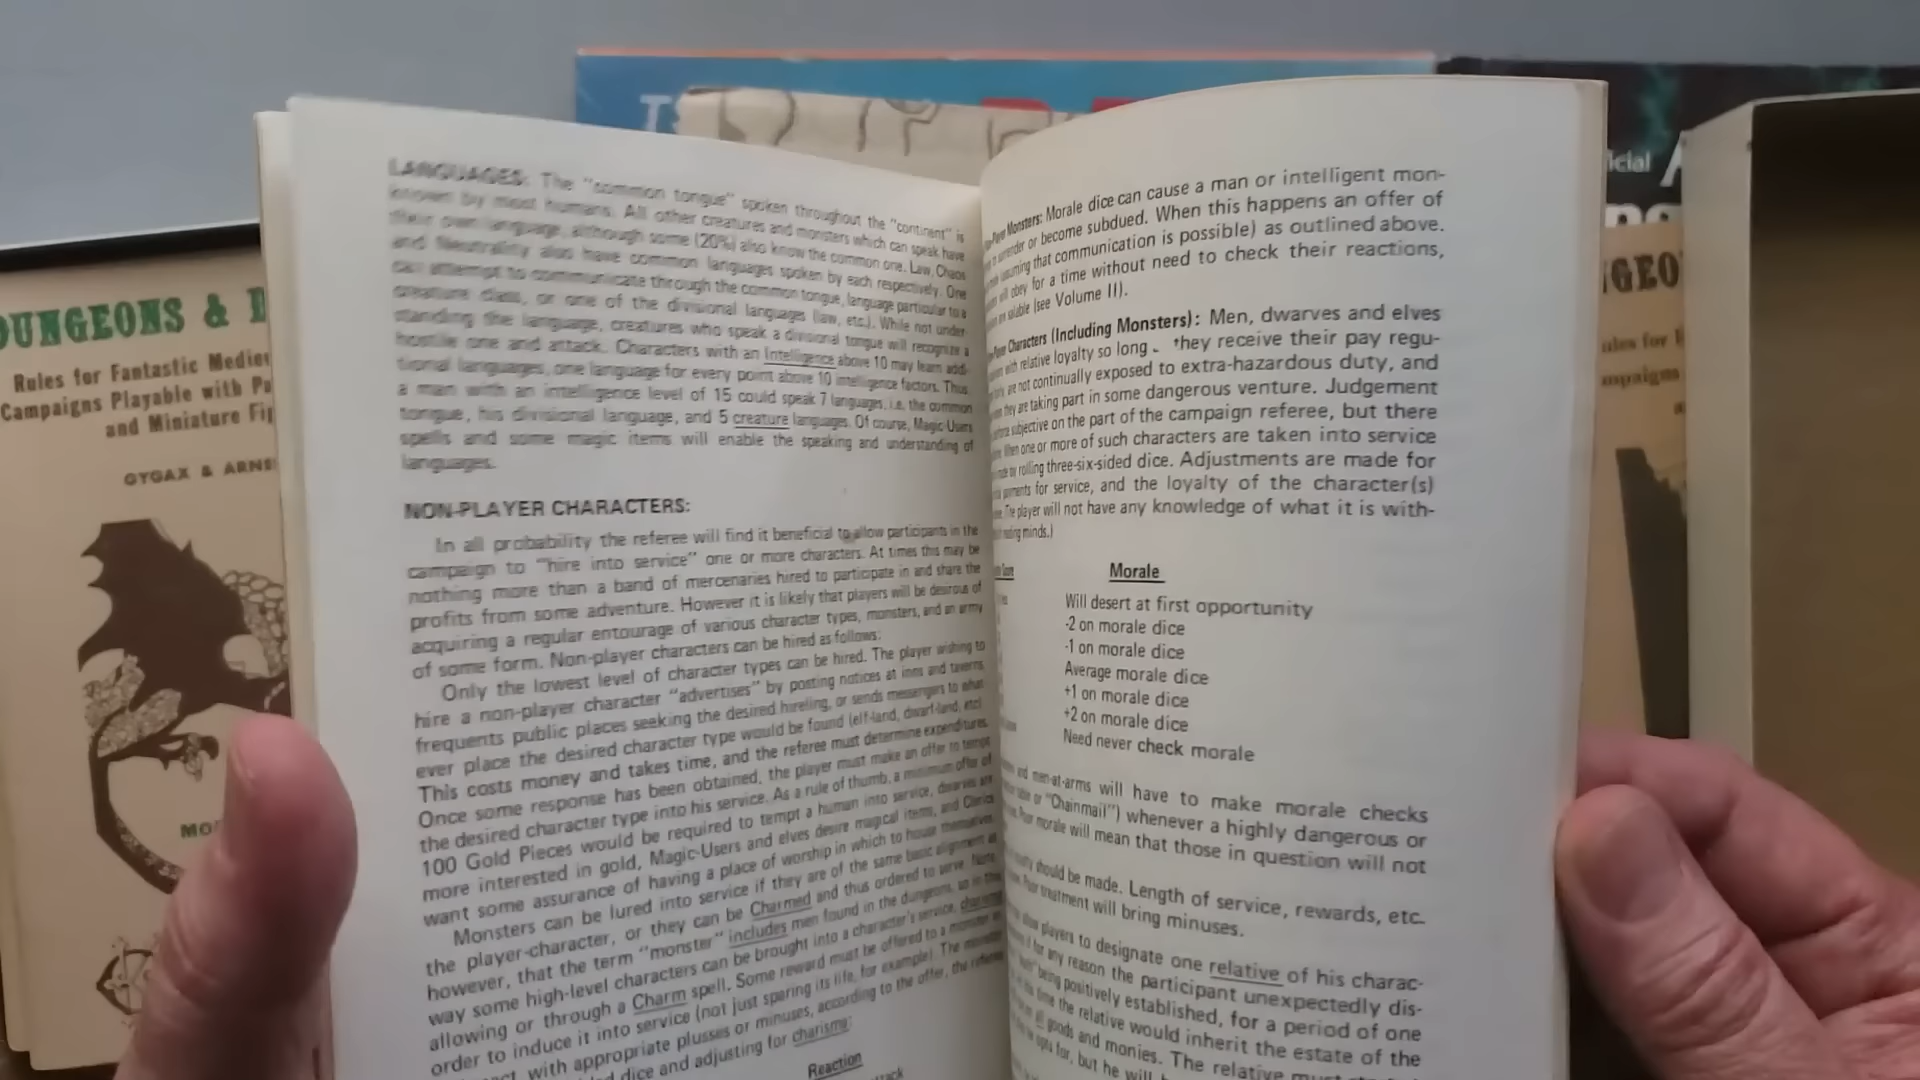 DUNGEONS & D
Rules for Fantastic Medie
Campaigns Playable with Pa
and Miniature Fig
GYGAX & ARNE
LANGUAGES: The "common tongue" spoken throughout the "continent" is
known by most humans. All other creatures and monsters which can speak have
their own language, although some (20%) also know the common one. Law, Chaos
and Neutrality also have common languages spoken by each respectively. One
can attempt to communicate through the common tongue, language particular to a
creature class, or one of the divisional languages (law, etc.). While not under-
standing the language, creatures who speak a divisional tongue will recognize a
hostile one and attack. Characters with an Intelligence above 10 may learn addi-
tional languages, one language for every point above 10 intelligence factors. Thus,
a man with an intelligence level of 15 could speak 7 languages, i.e. the common
tongue, his divisional language, and 5 creature languages. Of course, Magic-Users
spells and some magic items will enable the speaking and understanding of
languages.
NON-PLAYER CHARACTERS:
In all probability the referee will find it beneficial to allow participants in the
campaign to "hire into service" one or more characters. At times this may be
nothing more than a band of mercenaries hired to participate in and share the
profits from some adventure. However it is likely that players will be desirous of
acquiring a regular entourage of various character types, monsters, and an army
of some form. Non-player characters can be hired as follows:
Only the lowest level of character types can be hired. The player wishing to
hire a non-player character "advertises" by posting notices at inns and taverns,
frequents public places seeking the desired hireling, or sends messengers to what-
ever place the desired character type would be found (elf-land, dwarf-land, etc)
This costs money and takes time, and the referee must determine expenditures.
Once some response has been obtained, the player must make an offer to tempt
the desired character type into his service. As a rule of thumb, a minimum offer of
100 Gold Pieces would be required to tempt a human into service, dwarves are
more interested in gold, Magic-Users and elves desire magical items, and Clerics
want some assurance of having a place of worship in which to house themselves.
Monsters can be lured into service if they are of the same basic alignment as
the player-character, or they can be Charmed and thus ordered to serve. Note,
however, that the term "monster" includes men found in the dungeons, so in this
way some high-level characters can be brought into a character's service, charisma
allowing or through a Charm spell. Some reward must be offered to a monster in
order to induce it into service (not just sparing its life, for example). The monster
with appropriate plusses or minuses, according to the offer, the referee
dice and adjusting for charisma:
Reaction
Monsters: Morale dice can cause a man or intelligent mon-
surrender or become subdued. When this happens an offer of
assuming that communication is possible) as outlined above.
will obey for a time without need to check their reactions,
are salable (see Volume II).
Characters (Including Monsters): Men, dwarves and elves
with relative loyalty so long they receive their pay regu-
are not continually exposed to extra-hazardous duty, and
when they are taking part in some dangerous venture. Judgement
subjective on the part of the campaign referee, but there
When one or more of such characters are taken into service
made by rolling three-six-sided dice. Adjustments are made for
payments for service, and the loyalty of the character(s)
The player will not have any knowledge of what it is with-
reading minds.)
Morale
Will desert at first opportunity
-2 on morale dice
-1 on morale dice
Average morale dice
+1 on morale dice
+2 on morale dice
Need never check morale
and men-at-arms will have to make morale checks
or "Chainmail") whenever a highly dangerous or
Poor morale will mean that those in question will not
should be made. Length of service, rewards, etc.
Poor treatment will bring minuses.
players to designate one relative of his charac-
if for any reason the participant unexpectedly dis-
being positively established, for a period of one
time the relative would inherit the estate of the
goods and monies. The relative must
for, but he will
cial